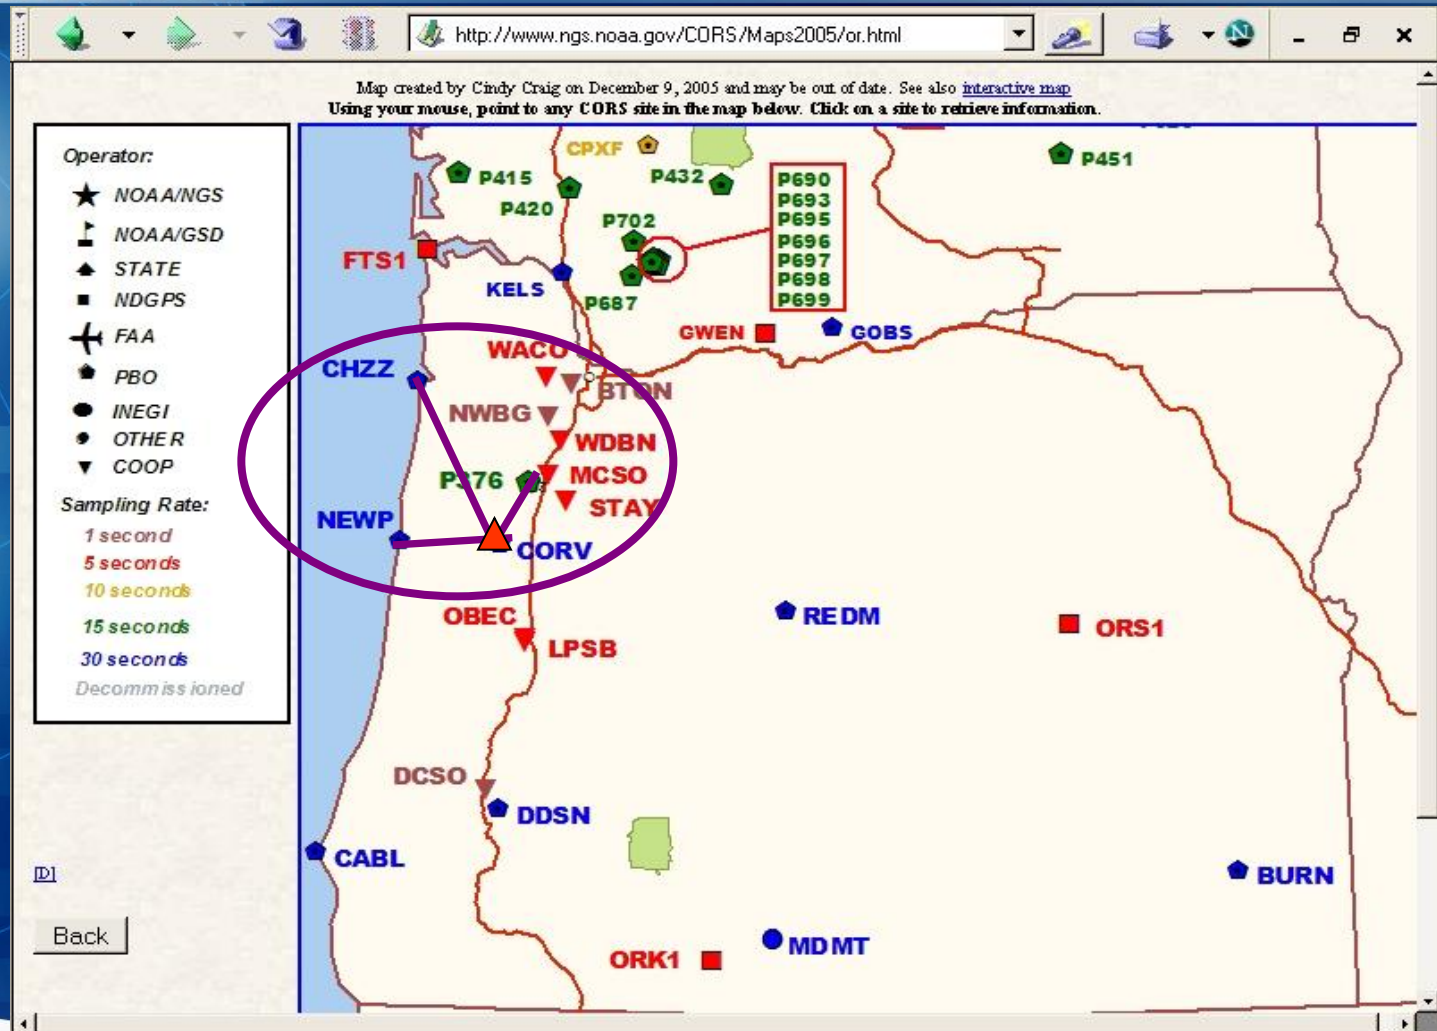 http://www.ngs.noaa.gov/CORS/Maps2005/or.html
Map created by Cindy Craig on December 9, 2005 and may be out of date. See also interactive map
Using your mouse, point to any CORS site in the map below. Click on a site to retrieve information.
Operator:
NOAA/NGS
NOAA/GSD
STATE
NDGPS
FAA
PBO
INEGI
OTHER
COOP
Sampling Rate:
1 second
5 seconds
10 seconds
15 seconds
30 seconds
Decommissioned
[D]
Back
CPXF
P415
P432
P420
P451
P702
P690
P693
P695
P696
P697
P698
P699
FTS1
KELS
P687
GWEN
GOBS
WACO
CHZZ
BTON
NWBG
WDBN
P376
MCSO
STAY
NEWP
CORV
OBEC
REDM
ORS1
LPSB
DCSO
DDSN
CABL
BURN
MDMT
ORK1